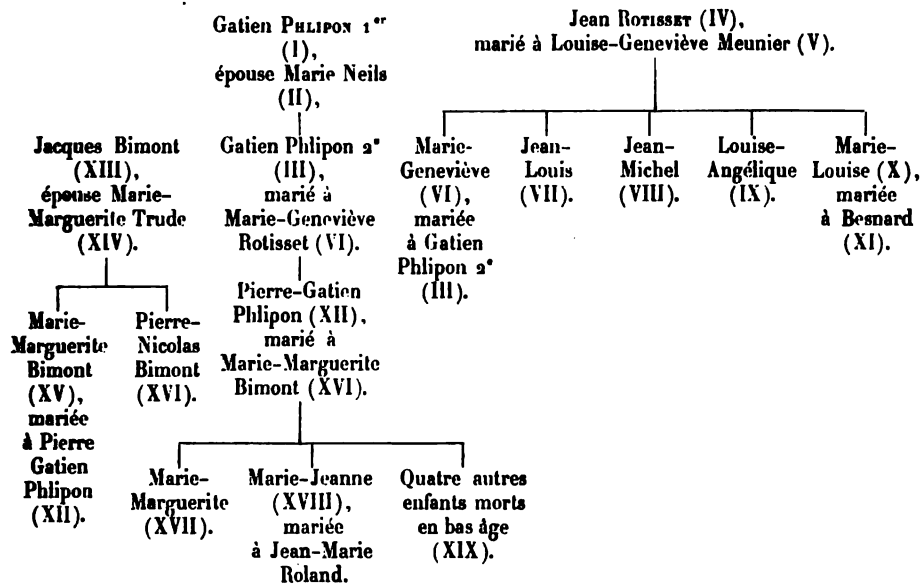 Gatien PHLIPON 1er
(I),
épouse Marie Neils
(II),
Jean ROTISSET (IV),
marié à Louise-Geneviève Meunier (V).
Jacques Bimont
(XIII),
épouse Marie-
Marguerite Trude
(XIV).
Gatien Phlipon 2e
(III),
marié à
Marie-Geneviève
Rotisset (VI).
Marie-
Geneviève
(VI),
mariée
à Gatien
Phlipon 2e
(III).
Jean-
Louis
(VII).
Jean-
Michel
(VIII).
Louise-
Angélique
(IX).
Marie-
Louise (X),
mariée
à Besnard
(XI).
Marie-
Marguerite
Bimont
(XV),
mariée
à Pierre
Gatien
Phlipon
(XII).
Pierre-
Nicolas
Bimont
(XVI).
Pierre-Gatien
Phlipon (XII),
marié à
Marie-Marguerite
Bimont (XVI).
Marie-
Marguerite
(XVII).
Marie-Jeanne
(XVIII),
mariée
à Jean-Marie
Roland.
Quatre autres
enfants morts
en bas âge
(XIX).